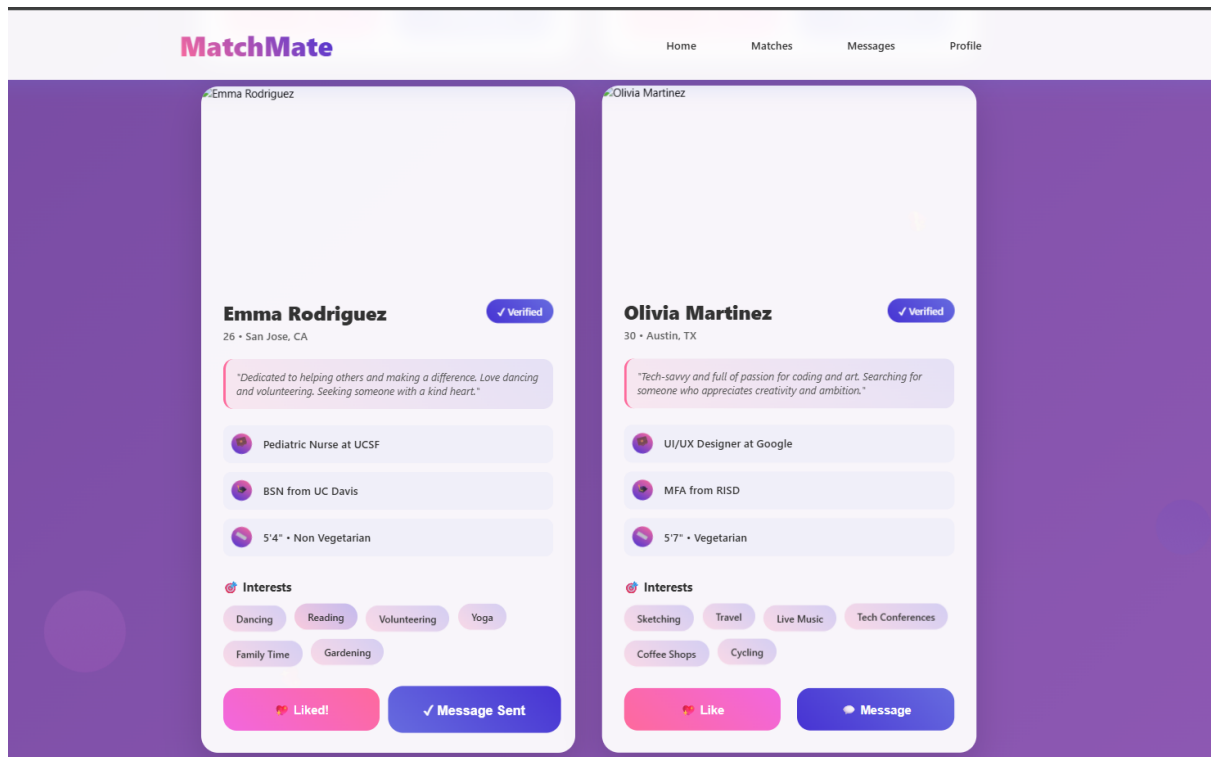 MatchMate
Home Matches Messages Profile
Emma Rodriguez
Emma Rodriguez
✓ Verified
26 • San Jose, CA
"Dedicated to helping others and making a difference. Love dancing
and volunteering. Seeking someone with a kind heart."
Pediatric Nurse at UCSF
BSN from UC Davis
5'4" • Non Vegetarian
🎯 Interests
Dancing Reading Volunteering Yoga
Family Time Gardening
💖 Liked! ✓ Message Sent
Olivia Martinez
Olivia Martinez
✓ Verified
30 • Austin, TX
"Tech-savvy and full of passion for coding and art. Searching for
someone who appreciates creativity and ambition."
UI/UX Designer at Google
MFA from RISD
5'7" • Vegetarian
🎯 Interests
Sketching Travel Live Music Tech Conferences
Coffee Shops Cycling
💖 Like 💬 Message